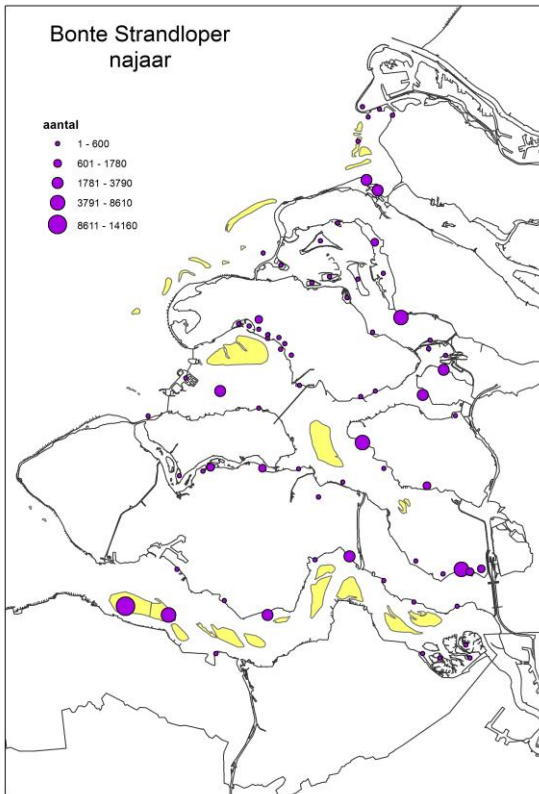 Bonte Strandloper
najaar
aantal
1 - 600
601 - 1780
1781 - 3790
3791 - 8610
8611 - 14160